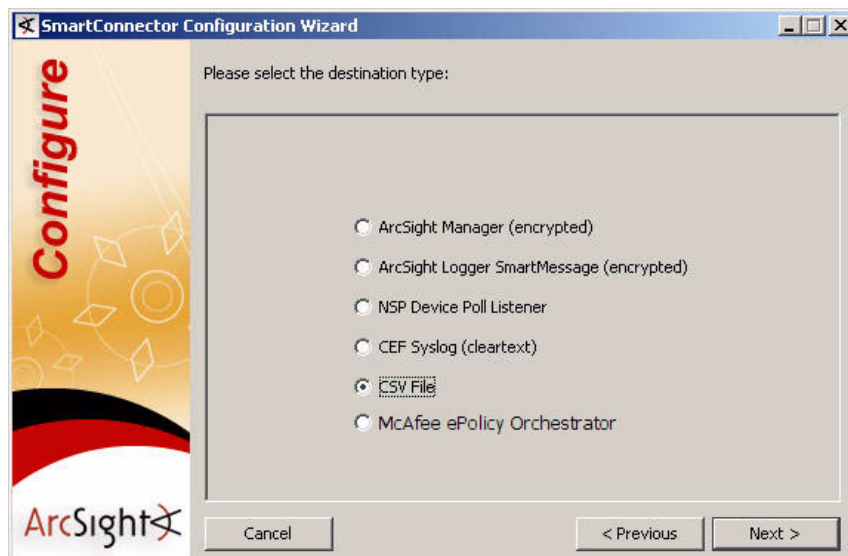 SmartConnector Configuration Wizard
Configure
Please select the destination type:
ArcSight Manager (encrypted)
ArcSight Logger SmartMessage (encrypted)
NSP Device Poll Listener
CEF Syslog (cleartext)
CSV File
McAfee ePolicy Orchestrator
ArcSight
Cancel
< Previous
Next >